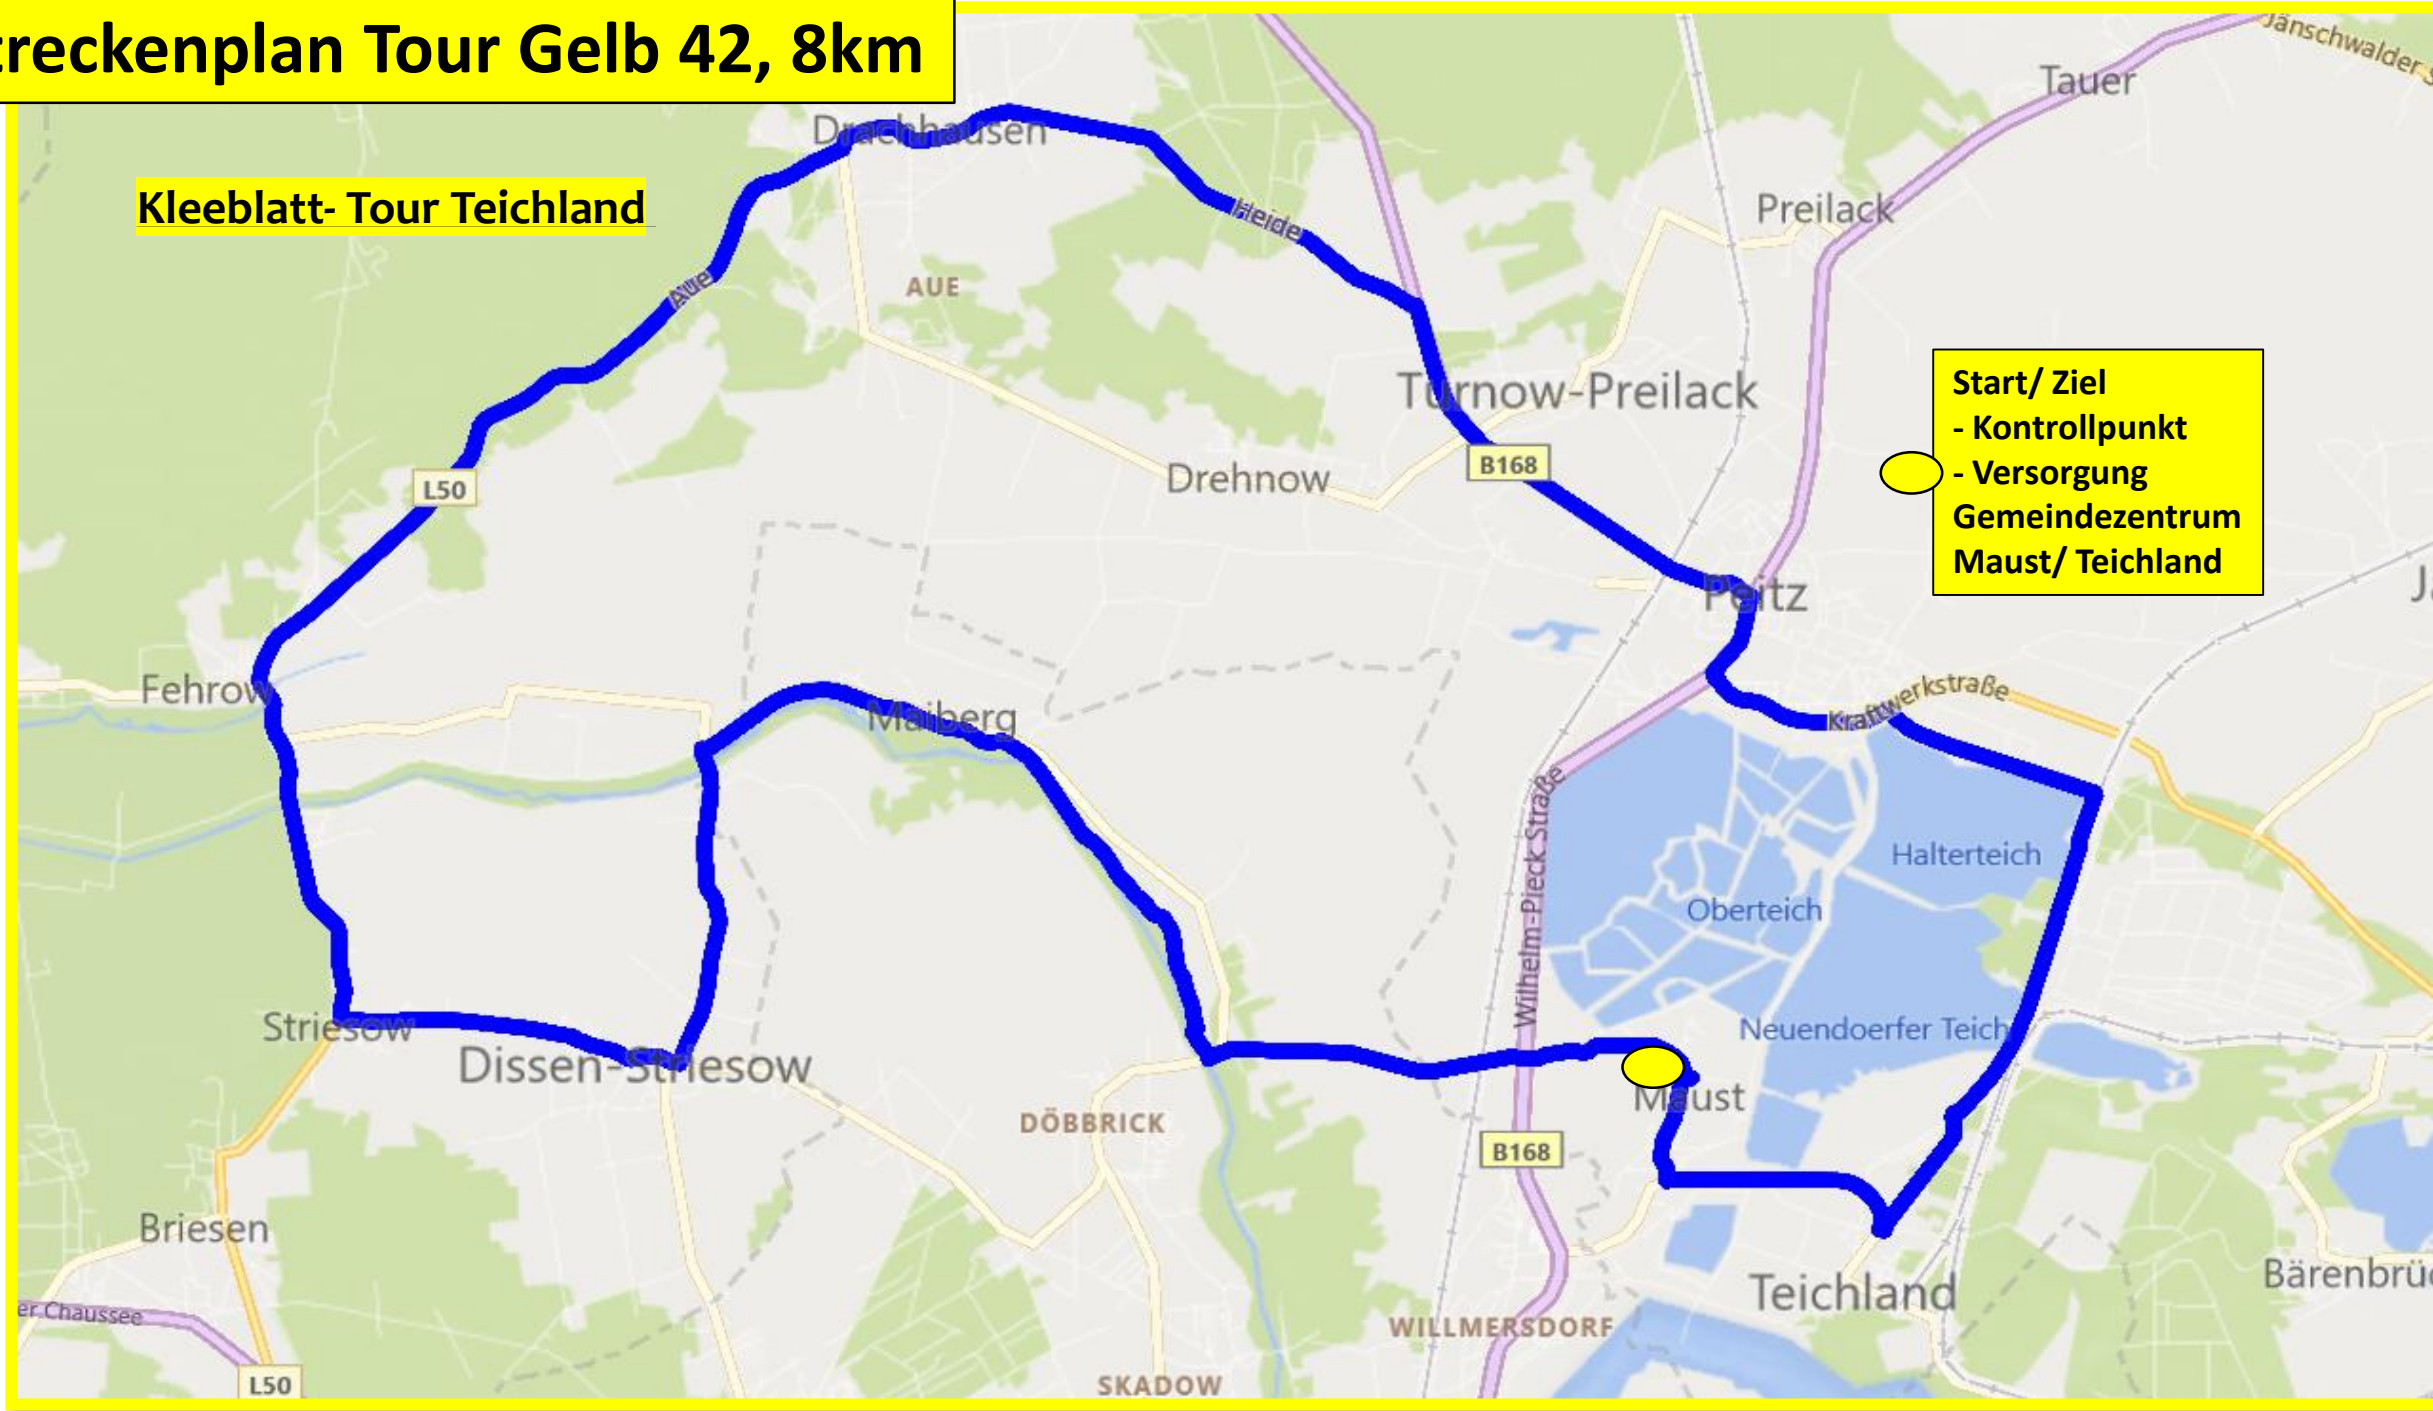 treckenplan Tour Gelb 42, 8km
Jänschwalder S
Tauer
Drachhausen
Kleeblatt- Tour Teichland
Heide
Preilack
Aue
AUE
Start/ Ziel
- Kontrollpunkt
- Versorgung
Gemeindezentrum
Maust/ Teichland
Turnow-Preilack
B168
Drehnow
L50
Peitz
J
Fehrow
Maiberg
Kraftwerkstraße
Wilhelm-Pieck Straße
Halterteich
Oberteich
Neuendoerfer Teich
Striesow
Dissen-Striesow
Maust
DÖBBRICK
B168
Briesen
Teichland
Bärenbrü
er Chaussee
WILLMERSDORF
L50
SKADOW